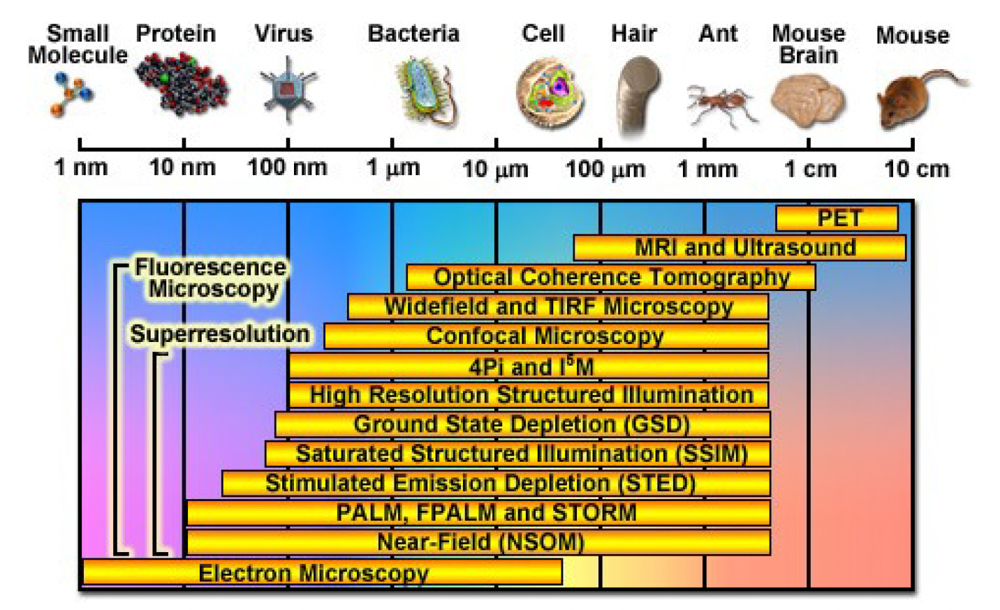 Small Molecule Protein Virus Bacteria Cell Hair Ant Mouse Brain Mouse
1 nm 10 nm 100 nm 1 µm 10 µm 100 µm 1 mm 1 cm 10 cm
PET
MRI and Ultrasound
Fluorescence
Microscopy
Optical Coherence Tomography
Widefield and TIRF Microscopy
Superresolution
Confocal Microscopy
4Pi and I⁵M
High Resolution Structured Illumination
Ground State Depletion (GSD)
Saturated Structured Illumination (SSIM)
Stimulated Emission Depletion (STED)
PALM, FPALM and STORM
Near-Field (NSOM)
Electron Microscopy